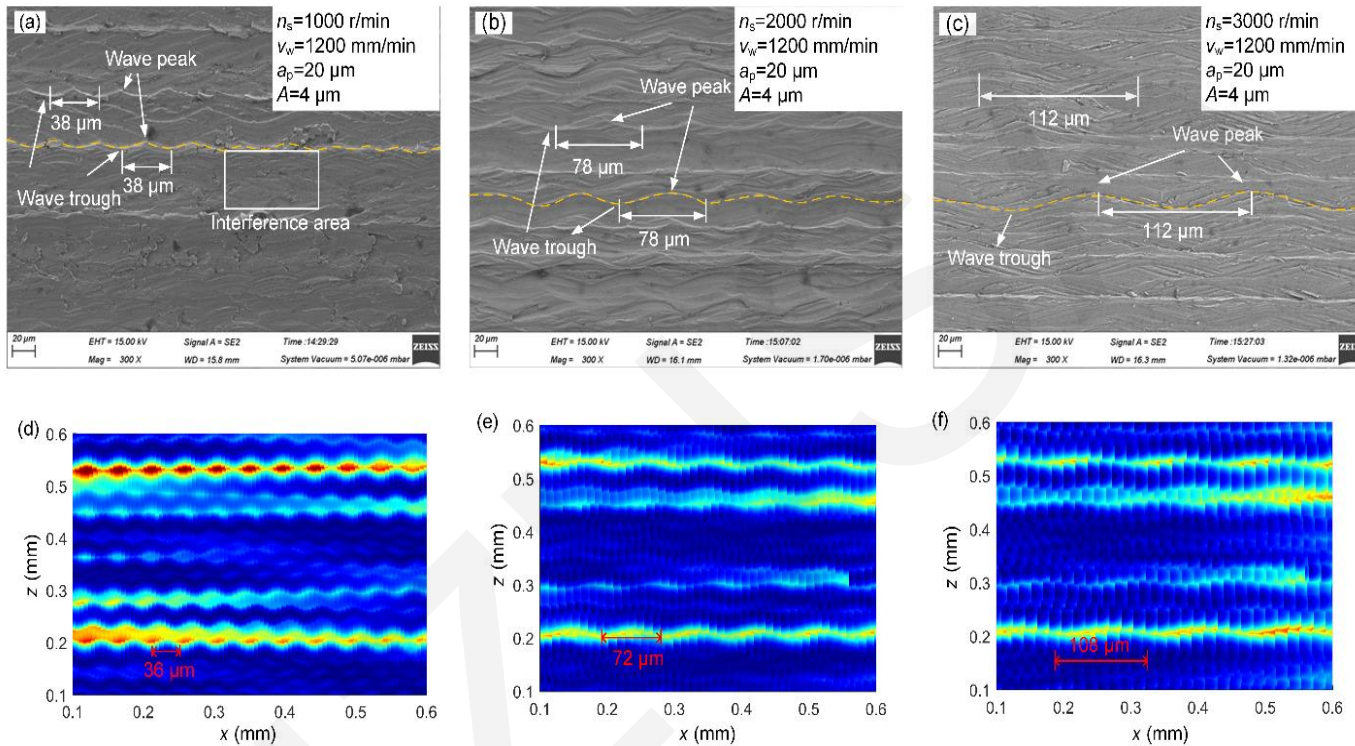 (a)
n_s=1000 r/min
v_w=1200 mm/min
a_p=20 μm
A=4 μm
Wave peak
38 μm
38 μm
Wave trough
Interference area
20 μm
EHT = 15.00 kV
Signal A = SE2
Time :14:29:29
Mag = 300 X
WD = 15.8 mm
System Vacuum = 5.07e-006 mbar
ZEISS
(b)
n_s=2000 r/min
v_w=1200 mm/min
a_p=20 μm
A=4 μm
Wave peak
78 μm
78 μm
Wave trough
20 μm
EHT = 15.00 kV
Signal A = SE2
Time :15:07:02
Mag = 300 X
WD = 16.1 mm
System Vacuum = 1.70e-006 mbar
ZEISS
(c)
n_s=3000 r/min
v_w=1200 mm/min
a_p=20 μm
A=4 μm
112 μm
Wave peak
112 μm
Wave trough
20 μm
EHT = 15.00 kV
Signal A = SE2
Time :15:27:03
Mag = 300 X
WD = 16.3 mm
System Vacuum = 1.32e-006 mbar
ZEISS
(d)
z (mm)
0.6
0.5
0.4
0.3
0.2
0.1
36 μm
0.1 0.2 0.3 0.4 0.5 0.6
x (mm)
(e)
z (mm)
0.6
0.5
0.4
0.3
0.2
0.1
72 μm
0.1 0.2 0.3 0.4 0.5 0.6
x (mm)
(f)
z (mm)
0.6
0.5
0.4
0.3
0.2
0.1
108 μm
0.1 0.2 0.3 0.4 0.5 0.6
x (mm)